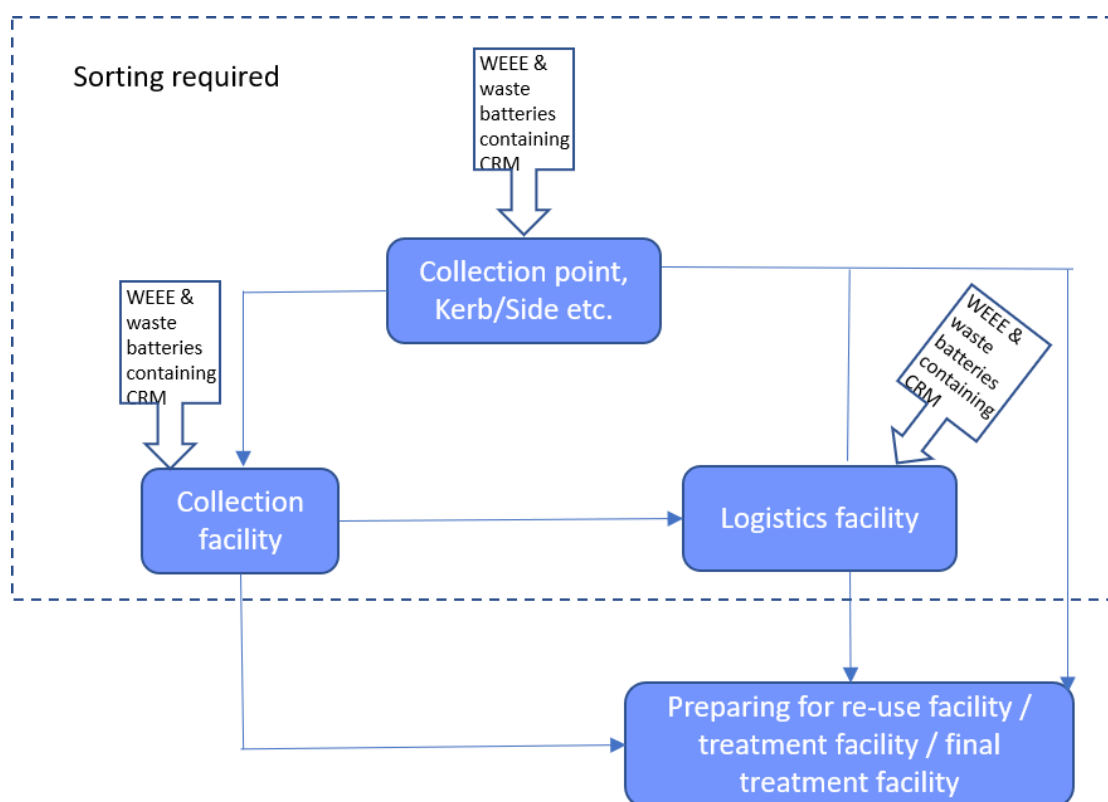 Sorting required
WEEE &
waste
batteries
containing
CRM
Collection point,
Kerb/Side etc.
WEEE &
waste
batteries
containing
CRM
WEEE &
waste
batteries
containing
CRM
Collection
facility
Logistics facility
Preparing for re-use facility /
treatment facility / final
treatment facility